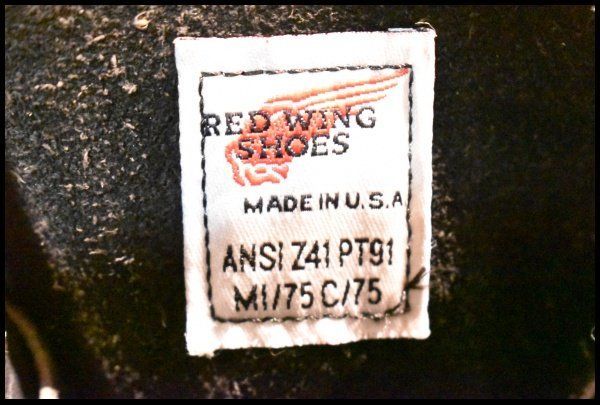 RED WING
SHOES
MADE IN U.S.A
ANSI Z41 PT91
MI/75 C/75